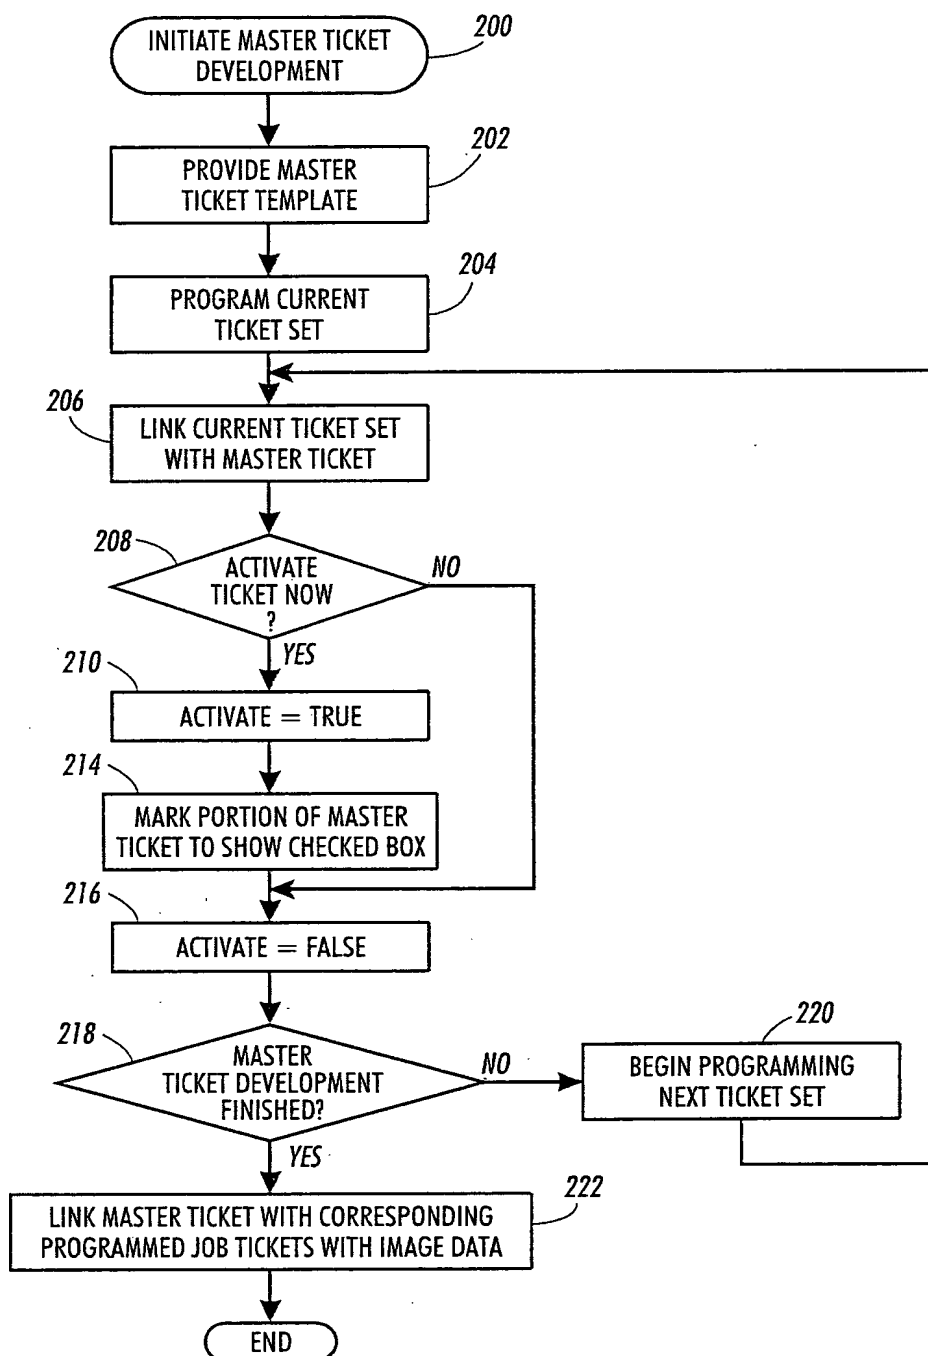 INITIATE MASTER TICKET
DEVELOPMENT
200
PROVIDE MASTER
TICKET TEMPLATE
202
PROGRAM CURRENT
TICKET SET
204
206
LINK CURRENT TICKET SET
WITH MASTER TICKET
208
ACTIVATE
TICKET NOW
?
NO
YES
210
ACTIVATE = TRUE
214
MARK PORTION OF MASTER
TICKET TO SHOW CHECKED BOX
216
ACTIVATE = FALSE
218
MASTER
TICKET DEVELOPMENT
FINISHED?
NO
YES
220
BEGIN PROGRAMMING
NEXT TICKET SET
222
LINK MASTER TICKET WITH CORRESPONDING
PROGRAMMED JOB TICKETS WITH IMAGE DATA
END